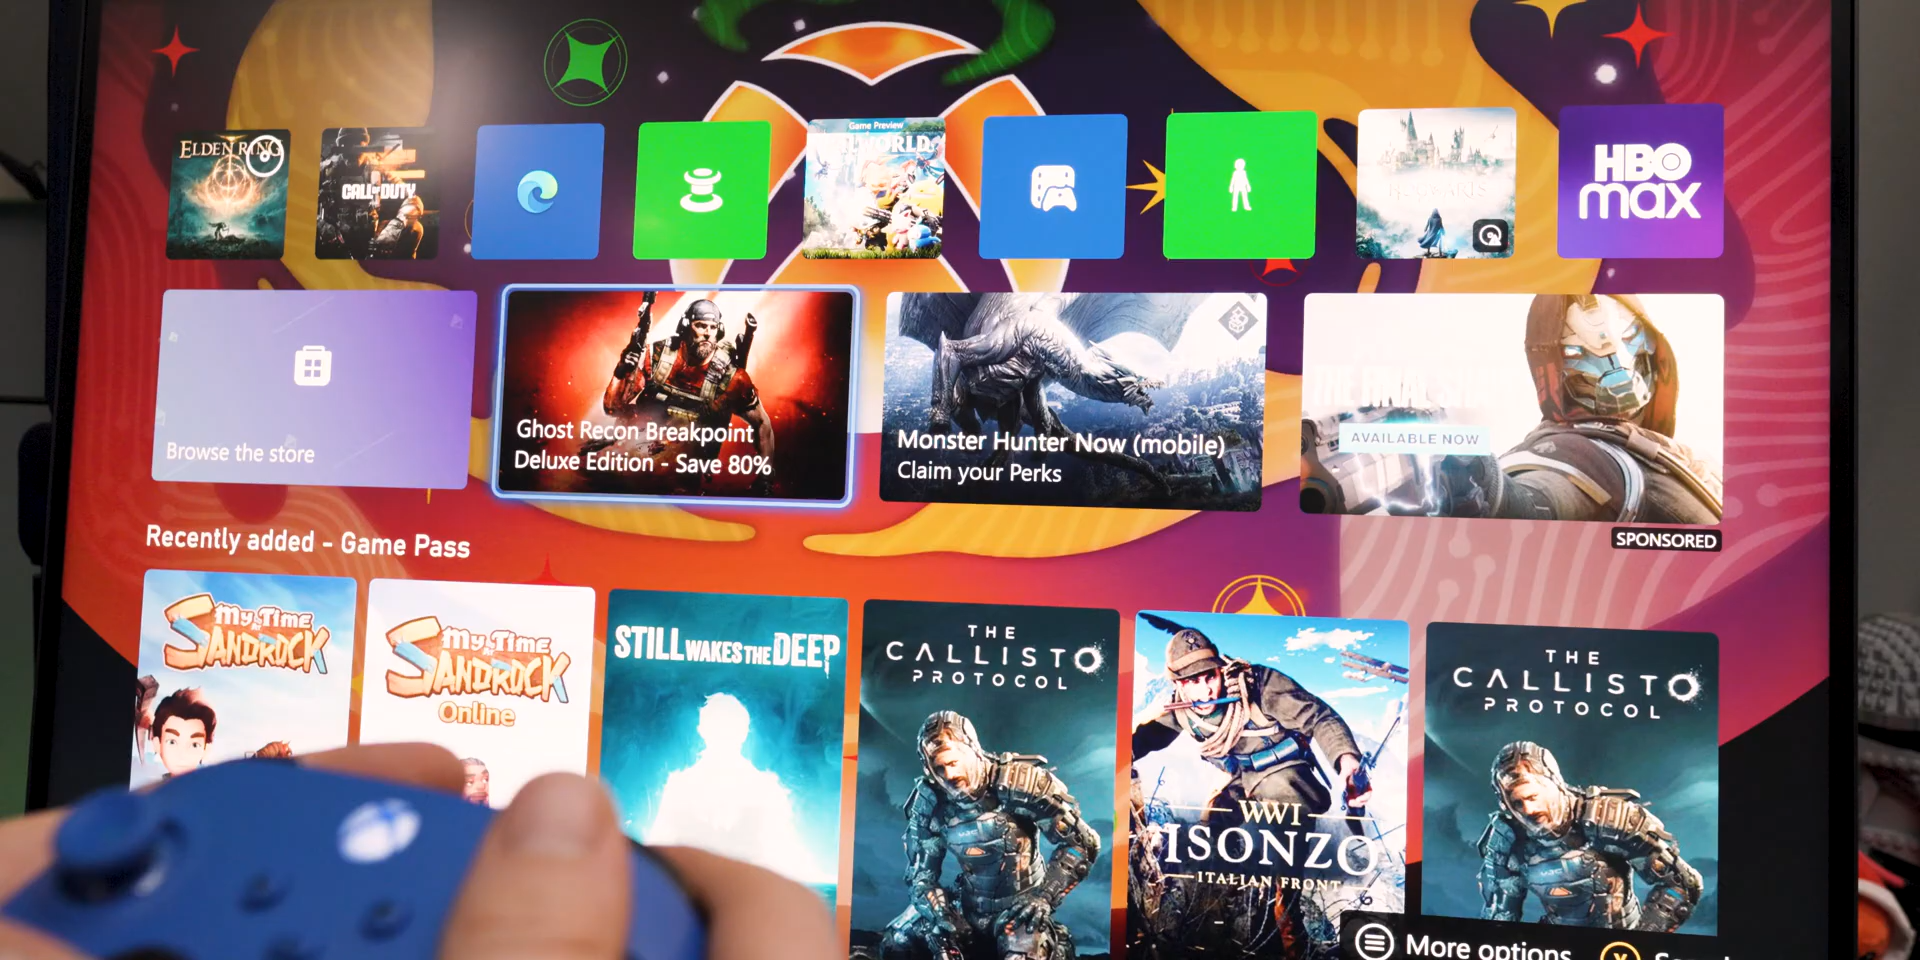 ELDEN RING
CALL OF DUTY
Game Preview
HBO
max
Browse the store
Ghost Recon Breakpoint
Deluxe Edition - Save 80%
Monster Hunter Now (mobile)
Claim your Perks
THE FINAL
AVAILABLE NOW
SPONSORED
Recently added - Game Pass
My Time
AT
SANDROCK
My Time
AT
SANDROCK
Online
STILL WAKES THE DEEP
THE
CALLISTO
PROTOCOL
WWI
ISONZO
ITALIAN FRONT
THE
CALLISTO
PROTOCOL
More options
X